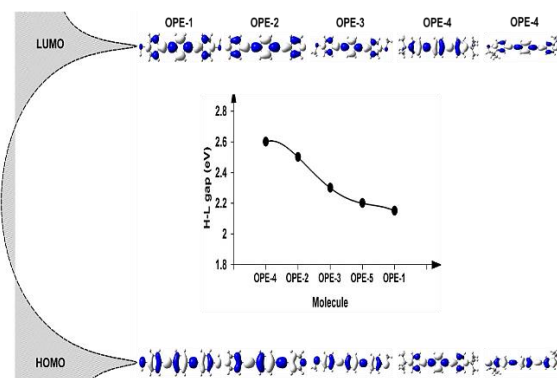 OPE-1 OPE-2 OPE-3 OPE-4 OPE-4
LUMO
H-L gap (eV)
2.8
2.6
2.4
2.2
2
1.8
OPE-4 OPE-2 OPE-3 OPE-5 OPE-1
Molecule
HOMO